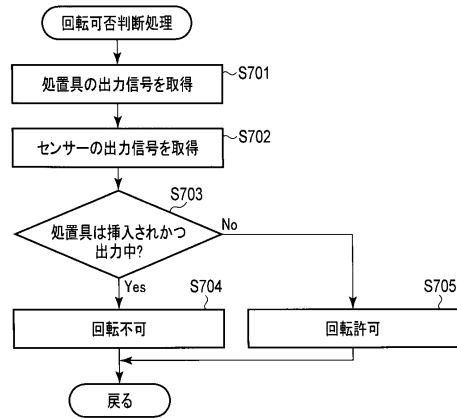 回転可否判断処理
処置具の出力信号を取得
S701
センサーの出力信号を取得
S702
S703
処置具は挿入されかつ
出力中?
No
Yes
S704
回転不可
S705
回転許可
戻る